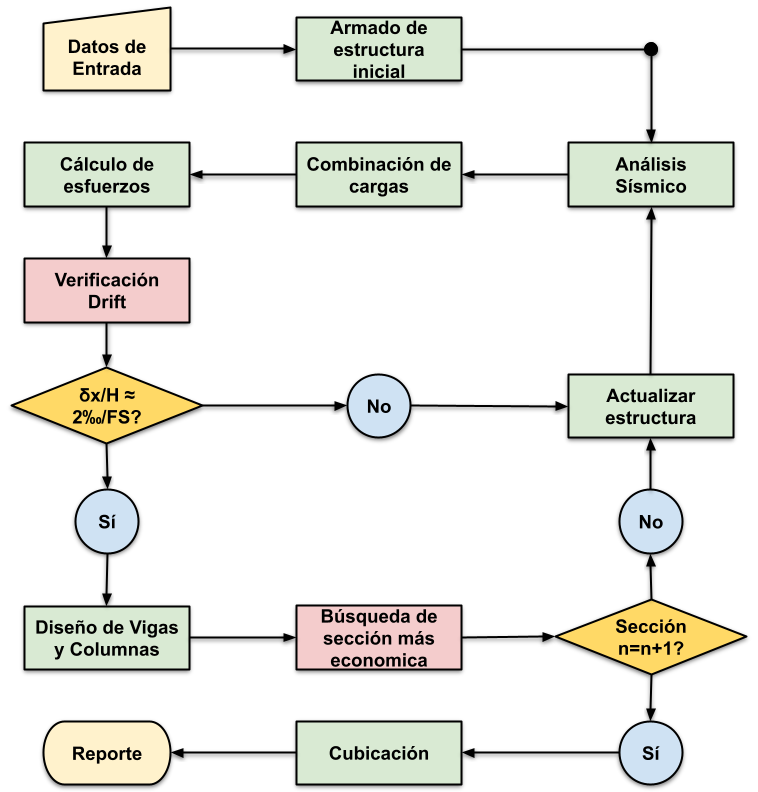 Datos de
Entrada
Armado de
estructura
inicial
Cálculo de
esfuerzos
Combinación de
cargas
Análisis
Sísmico
Verificación
Drift
δx/H ≈
2‰/FS?
No
Actualizar
estructura
Sí
No
Diseño de Vigas
y Columnas
Búsqueda de
sección más
economica
Sección
n=n+1?
Reporte
Cubicación
Sí